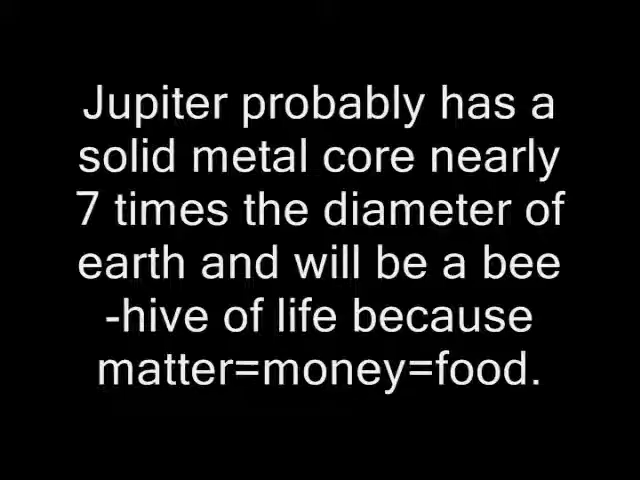 Jupiter probably has a
solid metal core nearly
7 times the diameter of
earth and will be a bee
-hive of life because
matter=money=food.